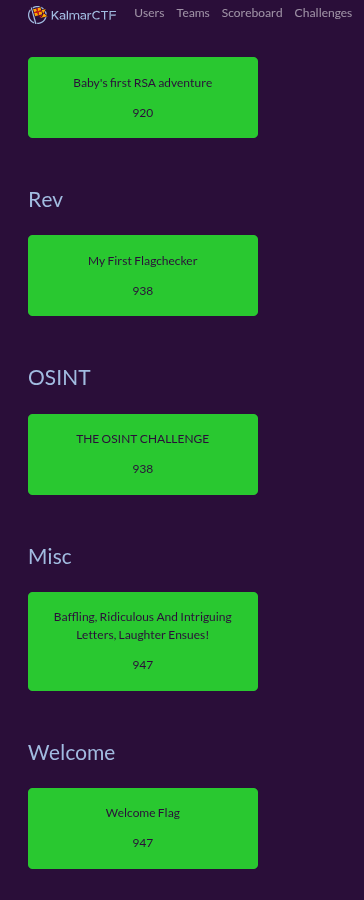 KalmarCTF Users Teams Scoreboard Challenges
Baby's first RSA adventure
920
Rev
My First Flagchecker
938
OSINT
THE OSINT CHALLENGE
938
Misc
Baffling, Ridiculous And Intriguing
Letters, Laughter Ensues!
947
Welcome
Welcome Flag
947